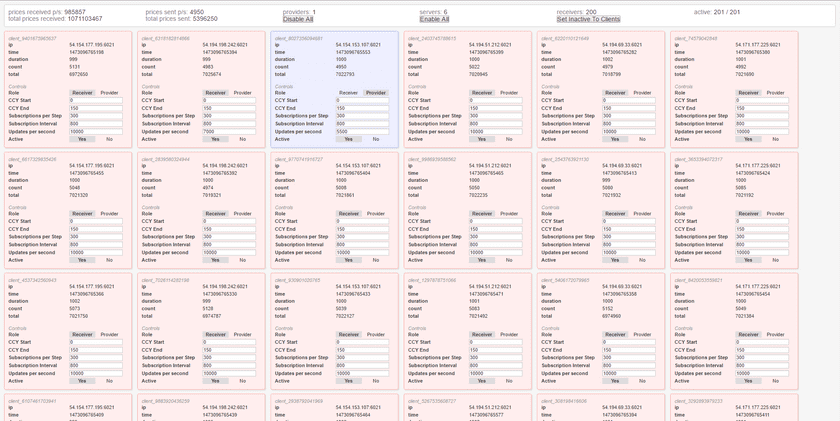 prices received p/s: 985857 prices sent p/s: 4950 providers: 1 servers: 6 receivers: 200 active: 201 / 201
total prices received: 1071103467 total prices sent: 5396250 Disable All Enable All Set Inactive To Clients
ip 54.154.177.195:6021 ip 54.194.198.242:6021 ip 54.154.153.107:6021 ip 54.194.51.212:6021 ip 54.194.69.33:6021 ip 54.171.177.225:6021
time 1473096765198 time 1473096765394 time 1473096765553 time 1473096765399 time 1473096765282 time 1473096765380
duration 999 duration 999 duration 1000 duration 1000 duration 1002 duration 1001
count 5131 count 4983 count 4950 count 5022 count 4979 count 4992
total 6972650 total 7025674 total 7022793 total 7020945 total 7018799 total 7021690
Controls Controls Controls Controls Controls Controls
Role Receiver Provider Role Receiver Provider Role Receiver Provider Role Receiver Provider Role Receiver Provider Role Receiver Provider
CCY Start 0 CCY Start 0 CCY Start 0 CCY Start 0 CCY Start 0 CCY Start 0
CCY End 150 CCY End 150 CCY End 150 CCY End 150 CCY End 150 CCY End 150
Subscriptions per Step 300 Subscriptions per Step 300 Subscriptions per Step 300 Subscriptions per Step 300 Subscriptions per Step 300 Subscriptions per Step 300
Subscription Interval 800 Subscription Interval 800 Subscription Interval 800 Subscription Interval 800 Subscription Interval 800 Subscription Interval 800
Updates per second 10000 Updates per second 7000 Updates per second 5500 Updates per second 10000 Updates per second 10000 Updates per second 10000
Active Yes No Active Yes No Active Yes No Active Yes No Active Yes No Active Yes No
ip 54.154.177.195:6021 ip 54.194.198.242:6021 ip 54.154.153.107:6021 ip 54.194.51.212:6021 ip 54.194.69.33:6021 ip 54.171.177.225:6021
time 1473096765455 time 1473096765392 time 1473096765404 time 1473096765465 time 1473096765413 time 1473096765424
duration 1000 duration 1000 duration 1000 duration 1000 duration 999 duration 1000
count 5046 count 4974 count 5008 count 5050 count 5089 count 5085
total 7021320 total 7019321 total 7021861 total 7022235 total 7021932 total 7021192
Controls Controls Controls Controls Controls Controls
Role Receiver Provider Role Receiver Provider Role Receiver Provider Role Receiver Provider Role Receiver Provider Role Receiver Provider
CCY Start 0 CCY Start 0 CCY Start 0 CCY Start 0 CCY Start 0 CCY Start 0
CCY End 150 CCY End 150 CCY End 150 CCY End 150 CCY End 150 CCY End 150
Subscriptions per Step 300 Subscriptions per Step 300 Subscriptions per Step 300 Subscriptions per Step 300 Subscriptions per Step 300 Subscriptions per Step 300
Subscription Interval 800 Subscription Interval 800 Subscription Interval 800 Subscription Interval 800 Subscription Interval 800 Subscription Interval 800
Updates per second 10000 Updates per second 10000 Updates per second 10000 Updates per second 10000 Updates per second 10000 Updates per second 10000
Active Yes No Active Yes No Active Yes No Active Yes No Active Yes No Active Yes No
ip 54.154.177.195:6021 ip 54.194.198.242:6021 ip 54.154.153.107:6021 ip 54.194.51.212:6021 ip 54.194.69.33:6021 ip 54.171.177.225:6021
time 1473096765366 time 1473096765330 time 1473096765433 time 1473096765471 time 1473096765358 time 1473096765454
duration 1002 duration 999 duration 1000 duration 1001 duration 1000 duration 1000
count 5073 count 5128 count 5039 count 5083 count 5152 count 5049
total 7021750 total 6974787 total 7022127 total 7021492 total 6974960 total 7021384
Controls Controls Controls Controls Controls Controls
Role Receiver Provider Role Receiver Provider Role Receiver Provider Role Receiver Provider Role Receiver Provider Role Receiver Provider
CCY Start 0 CCY Start 0 CCY Start 0 CCY Start 0 CCY Start 0 CCY Start 0
CCY End 150 CCY End 150 CCY End 150 CCY End 150 CCY End 150 CCY End 150
Subscriptions per Step 300 Subscriptions per Step 300 Subscriptions per Step 300 Subscriptions per Step 300 Subscriptions per Step 300 Subscriptions per Step 300
Subscription Interval 800 Subscription Interval 800 Subscription Interval 800 Subscription Interval 800 Subscription Interval 800 Subscription Interval 800
Updates per second 10000 Updates per second 10000 Updates per second 10000 Updates per second 10000 Updates per second 10000 Updates per second 10000
Active Yes No Active Yes No Active Yes No Active Yes No Active Yes No Active Yes No
ip 54.154.177.195:6021 ip 54.194.198.242:6021 ip 54.154.153.107:6021 ip 54.194.51.212:6021 ip 54.194.69.33:6021 ip 54.171.177.225:6021
time 1473096765409 time 1473096765439 time 1473096765464 time 1473096765577 time 1473096765394 time 1473096765411